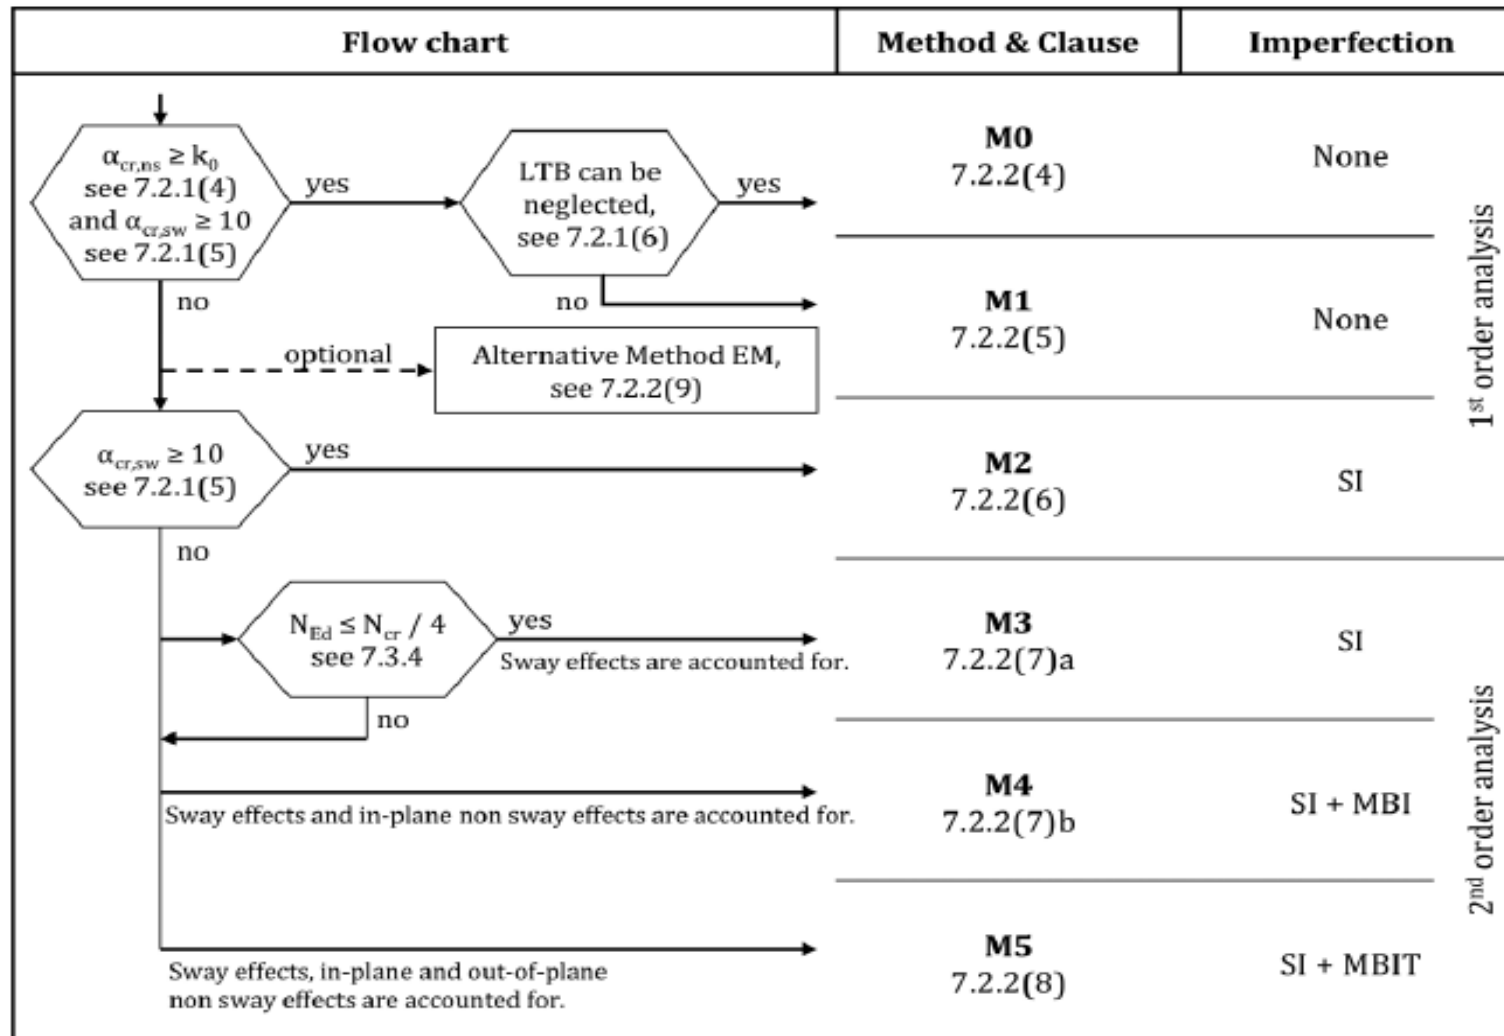 Flow chart
Method & Clause
Imperfection
α_cr,ns ≥ k_0
see 7.2.1(4)
and α_cr,sw ≥ 10
see 7.2.1(5)
yes
LTB can be
neglected,
see 7.2.1(6)
yes
M0
7.2.2(4)
None
no
no
M1
7.2.2(5)
None
optional
Alternative Method EM,
see 7.2.2(9)
1st order analysis
α_cr,sw ≥ 10
see 7.2.1(5)
yes
M2
7.2.2(6)
SI
no
N_Ed ≤ N_cr / 4
see 7.3.4
yes
Sway effects are accounted for.
M3
7.2.2(7)a
SI
no
Sway effects and in-plane non sway effects are accounted for.
M4
7.2.2(7)b
SI + MBI
2nd order analysis
Sway effects, in-plane and out-of-plane
non sway effects are accounted for.
M5
7.2.2(8)
SI + MBIT